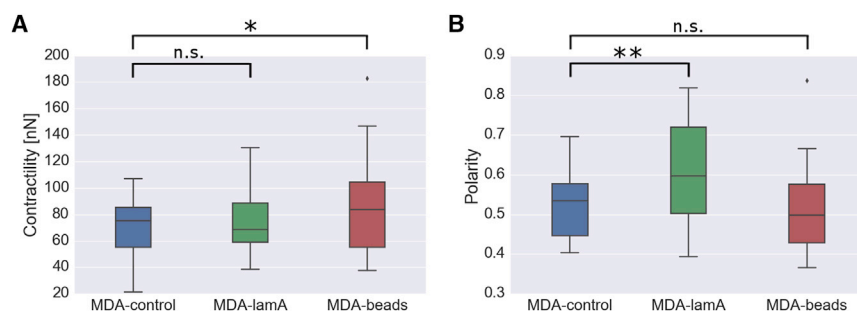 A
*
n.s.
200
180
160
140
120
100
80
60
40
20
Contractility [nN]
MDA-control MDA-lamA MDA-beads
B
n.s.
**
0.9
0.8
0.7
0.6
0.5
0.4
0.3
Polarity
MDA-control MDA-lamA MDA-beads